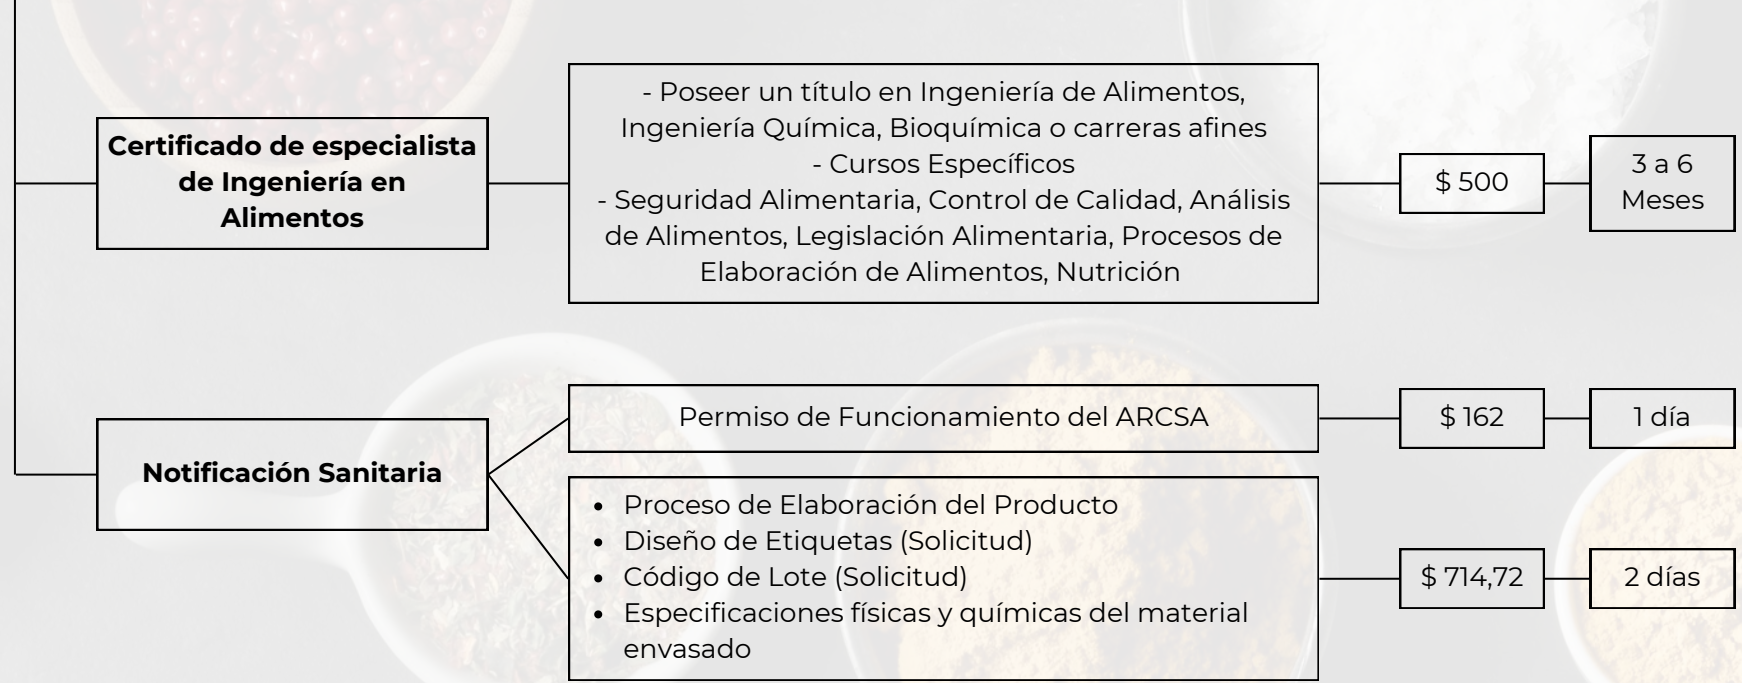 Certificado de especialista
de Ingeniería en
Alimentos
- Poseer un título en Ingeniería de Alimentos,
Ingeniería Química, Bioquímica o carreras afines
- Cursos Específicos
- Seguridad Alimentaria, Control de Calidad, Análisis
de Alimentos, Legislación Alimentaria, Procesos de
Elaboración de Alimentos, Nutrición
$ 500
3 a 6
Meses
Notificación Sanitaria
Permiso de Funcionamiento del ARCSA
$ 162
1 día
• Proceso de Elaboración del Producto
• Diseño de Etiquetas (Solicitud)
• Código de Lote (Solicitud)
• Especificaciones físicas y químicas del material
envasado
$ 714,72
2 días